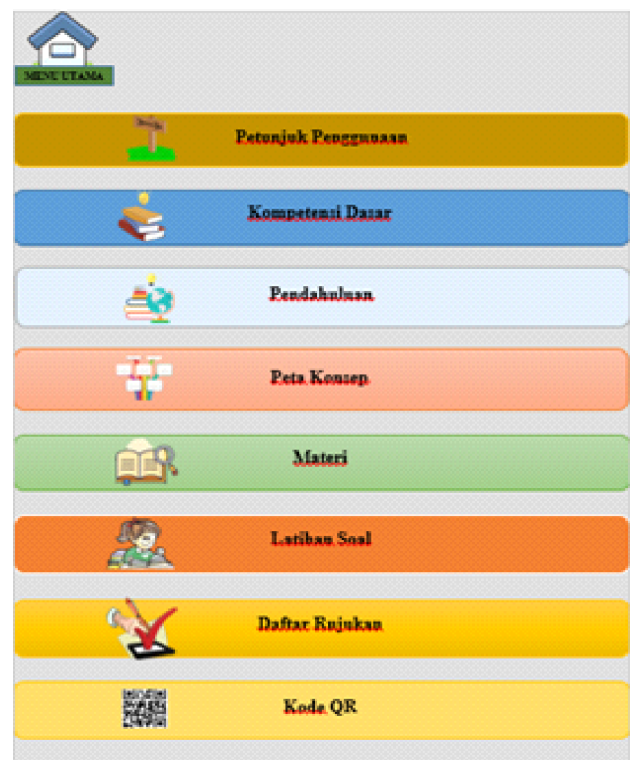 MENU UTAMA
Petunjuk Penggunaan
Kompetensi Dasar
Pendahuluan
Peta Konsep
Materi
Latihan Soal
Daftar Rujukan
Kode QR